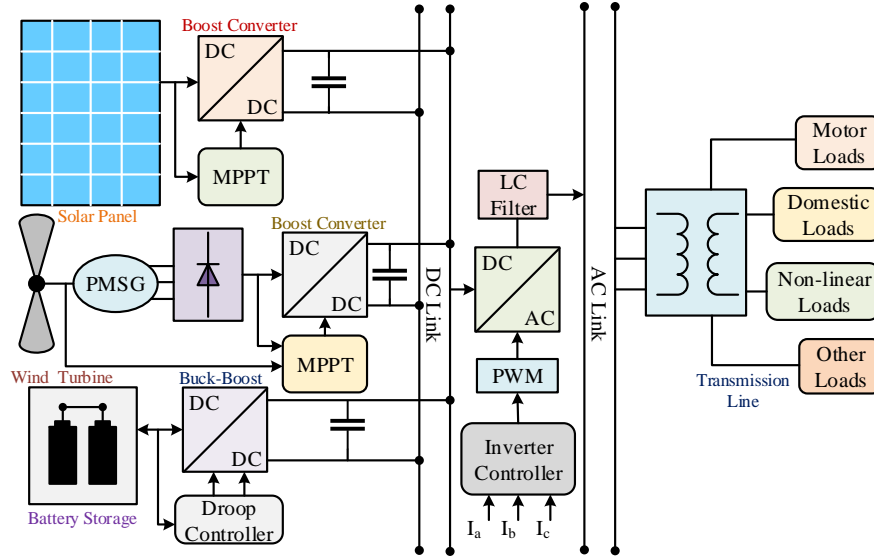 Boost Converter
DC
DC
MPPT
Solar Panel
Boost Converter
PMSG
DC
DC
MPPT
Wind Turbine
Buck-Boost
DC
DC
Droop
Controller
Battery Storage
DC Link
LC
Filter
DC
AC
PWM
Inverter
Controller
Iₐ
I_b
I_c
AC Link
Motor
Loads
Domestic
Loads
Non-linear
Loads
Other
Loads
Transmission
Line